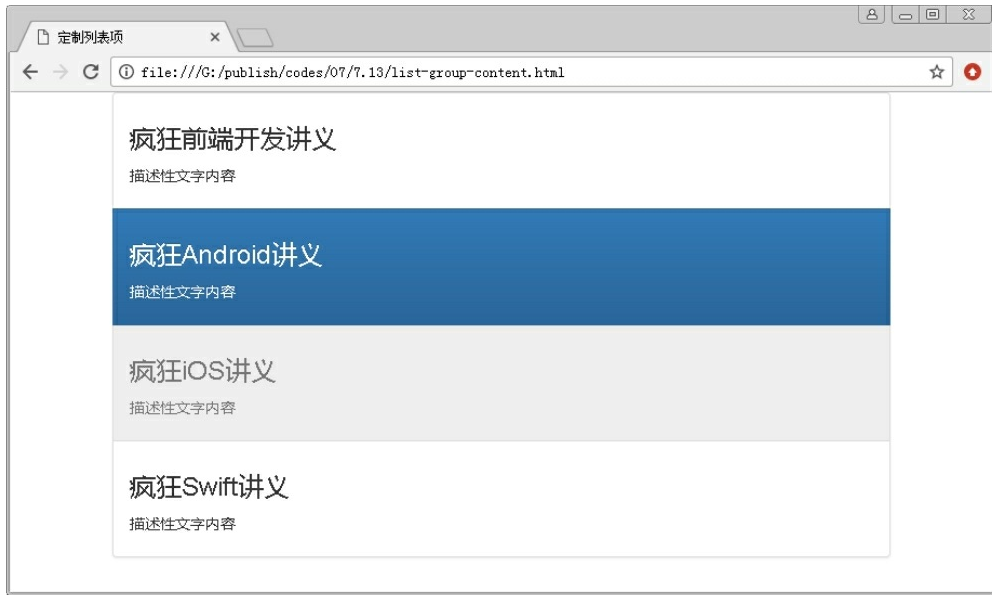 定制列表项
file:///G:/publish/codes/07/7.13/list-group-content.html
疯狂前端开发讲义
描述性文字内容
疯狂Android讲义
描述性文字内容
疯狂iOS讲义
描述性文字内容
疯狂Swift讲义
描述性文字内容